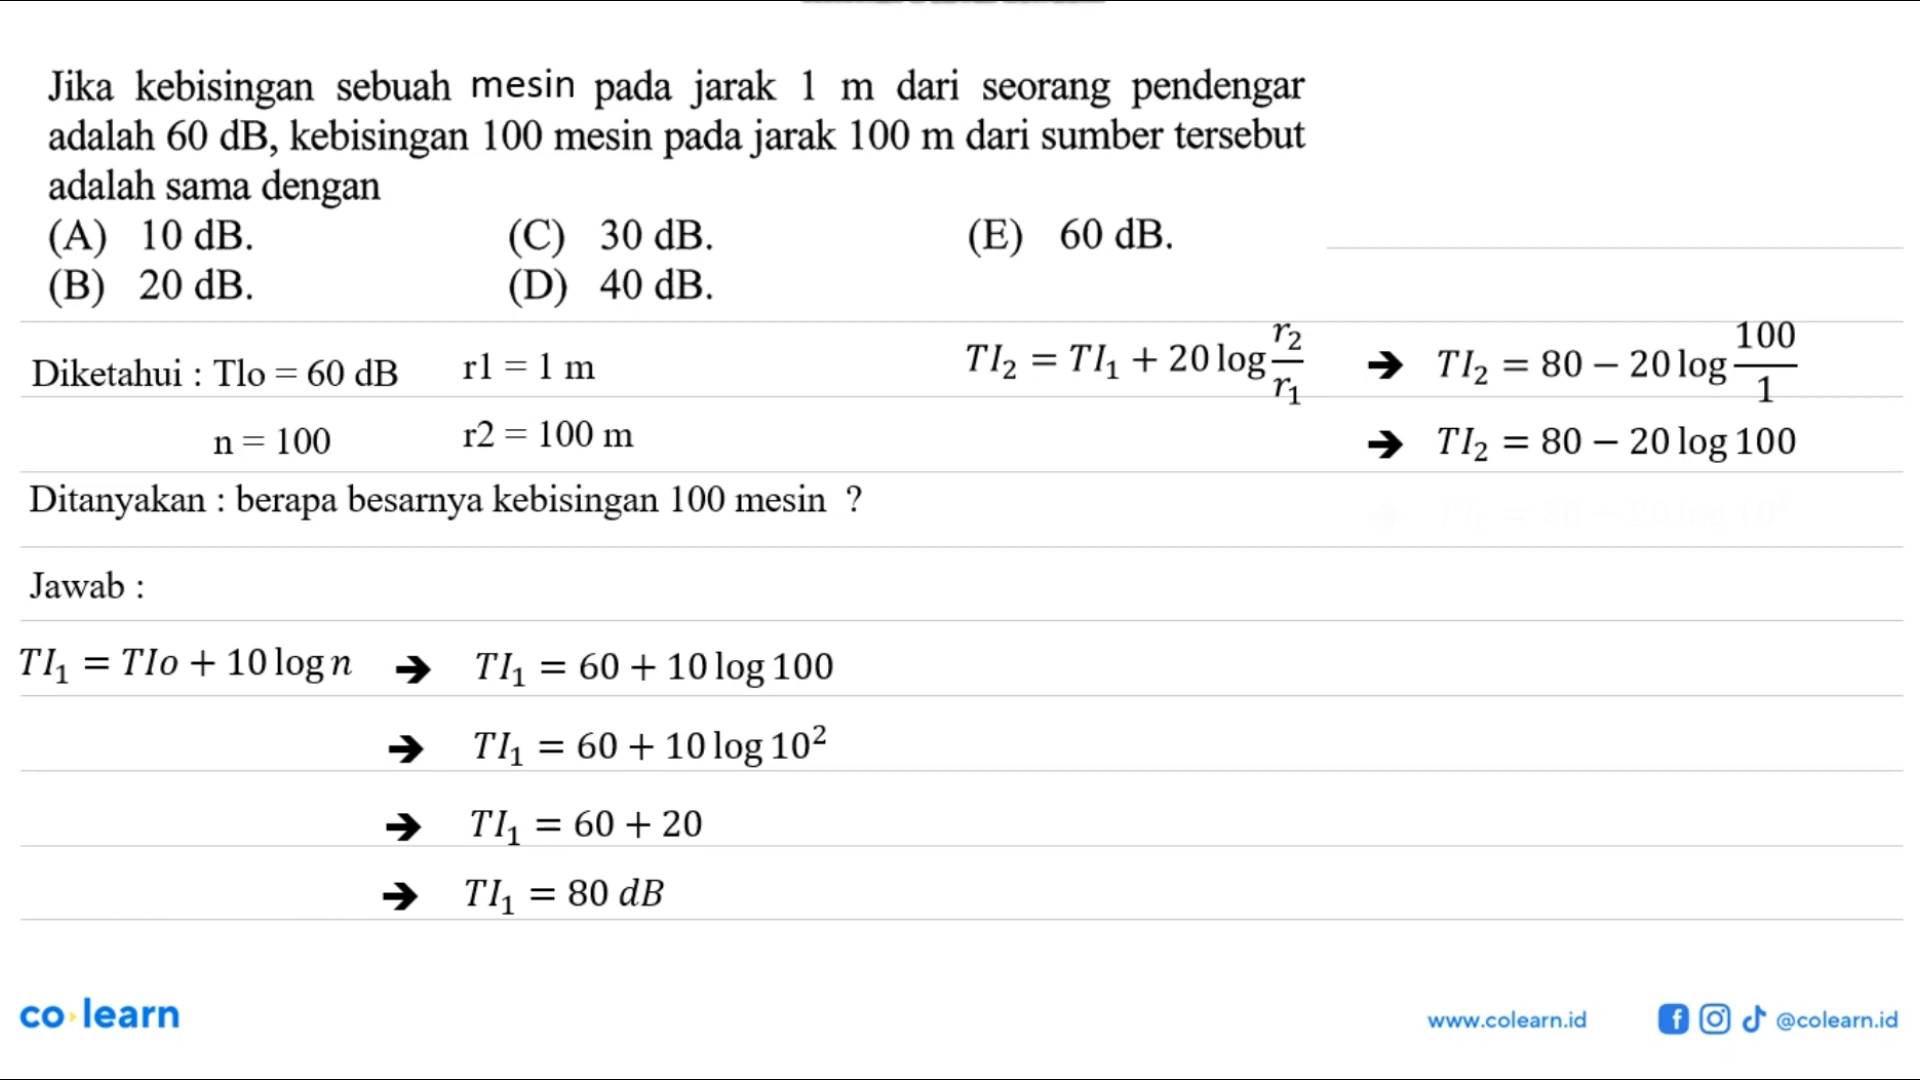 Jika kebisingan sebuah mesin pada jarak 1 m dari seorang pendengar
adalah 60 dB, kebisingan 100 mesin pada jarak 100 m dari sumber tersebut
adalah sama dengan
(A) 10 dB. (C) 30 dB. (E) 60 dB.
(B) 20 dB. (D) 40 dB.
Diketahui : Tlo = 60 dB r1 = 1 m
n = 100 r2 = 100 m
Ditanyakan : berapa besarnya kebisingan 100 mesin ?
Jawab :
TI₁ = TIo + 10 log n ➔ TI₁ = 60 + 10 log 100
➔ TI₁ = 60 + 10 log 10²
➔ TI₁ = 60 + 20
➔ TI₁ = 80 dB
TI₂ = TI₁ + 20 log r₂/r₁ ➔ TI₂ = 80 − 20 log 100/1
➔ TI₂ = 80 − 20 log 100
co learn
www.colearn.id @colearn.id